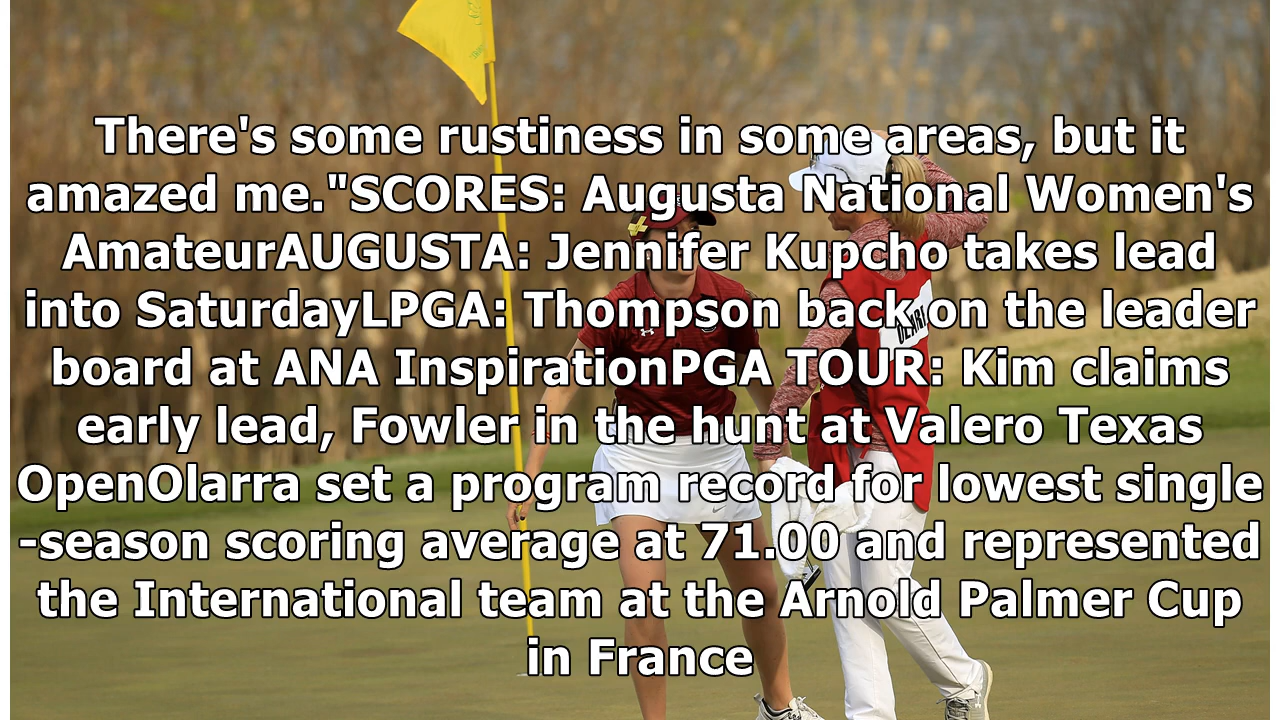 There's some rustiness in some areas, but it
amazed me."SCORES: Augusta National Women's
AmateurAUGUSTA: Jennifer Kupcho takes lead
into SaturdayLPGA: Thompson back on the leader
board at ANA InspirationPGA TOUR: Kim claims
early lead, Fowler in the hunt at Valero Texas
OpenOlarra set a program record for lowest single
-season scoring average at 71.00 and represented
the International team at the Arnold Palmer Cup
in France